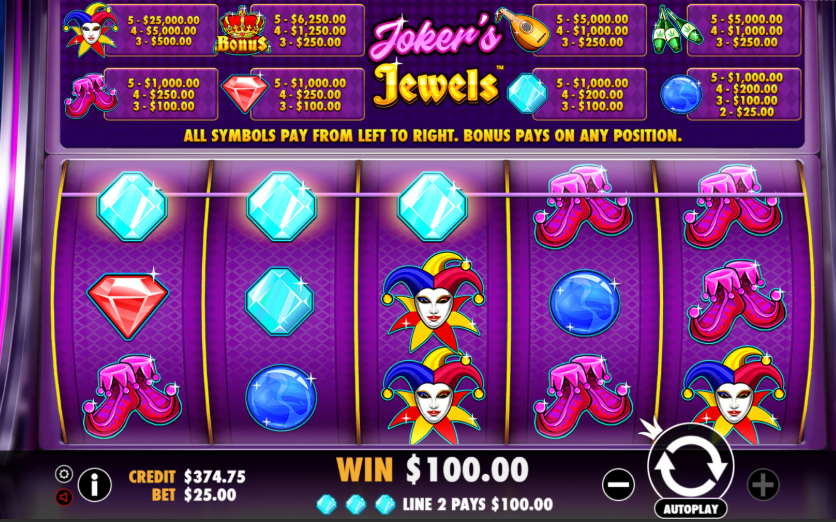 5 - $25,000.00
4 - $5,000.00
3 - $500.00
BONUS
5 - $6,250.00
4 - $1,250.00
3 - $250.00
Joker's
Jewels™
5 - $5,000.00
4 - $1,000.00
3 - $250.00
5 - $5,000.00
4 - $1,000.00
3 - $250.00
5 - $1,000.00
4 - $250.00
3 - $100.00
5 - $1,000.00
4 - $250.00
3 - $100.00
5 - $1,000.00
4 - $200.00
3 - $100.00
5 - $1,000.00
4 - $200.00
3 - $100.00
2 - $25.00
ALL SYMBOLS PAY FROM LEFT TO RIGHT. BONUS PAYS ON ANY POSITION.
CREDIT $374.75
BET $25.00
WIN $100.00
LINE 2 PAYS $100.00
AUTOPLAY